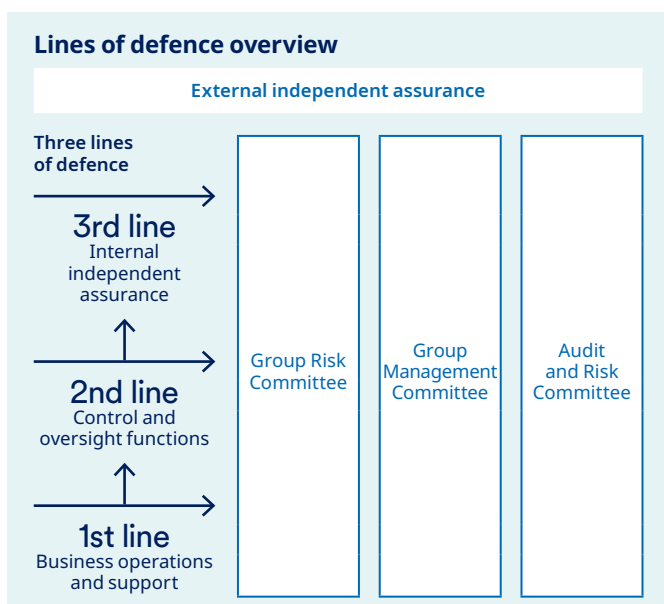 Lines of defence overview
External independent assurance
Three lines
of defence
3rd line
Internal
independent
assurance
2nd line
Control and
oversight functions
1st line
Business operations
and support
Group Risk
Committee
Group
Management
Committee
Audit
and Risk
Committee